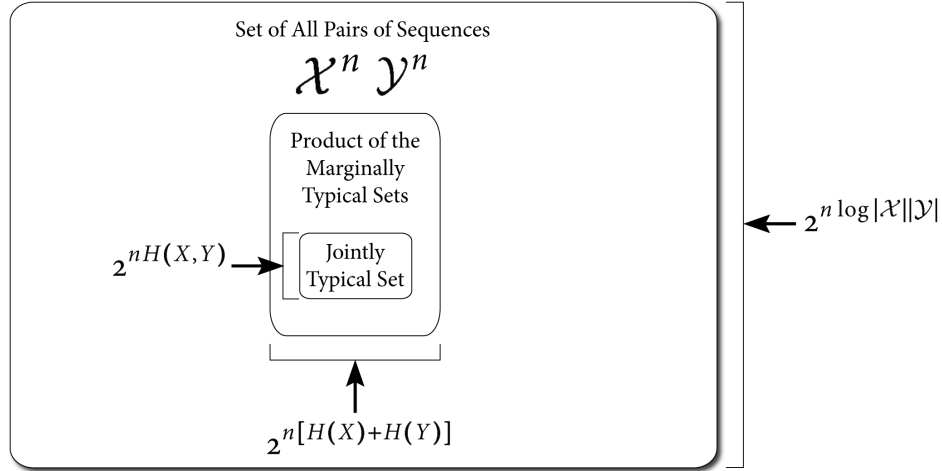 Set of All Pairs of Sequences
𝒳ⁿ 𝒴ⁿ
Product of the
Marginally
Typical Sets
2^{nH(X,Y)}
Jointly
Typical Set
2^{n log|𝒳||𝒴|}
2^{n[H(X)+H(Y)]}